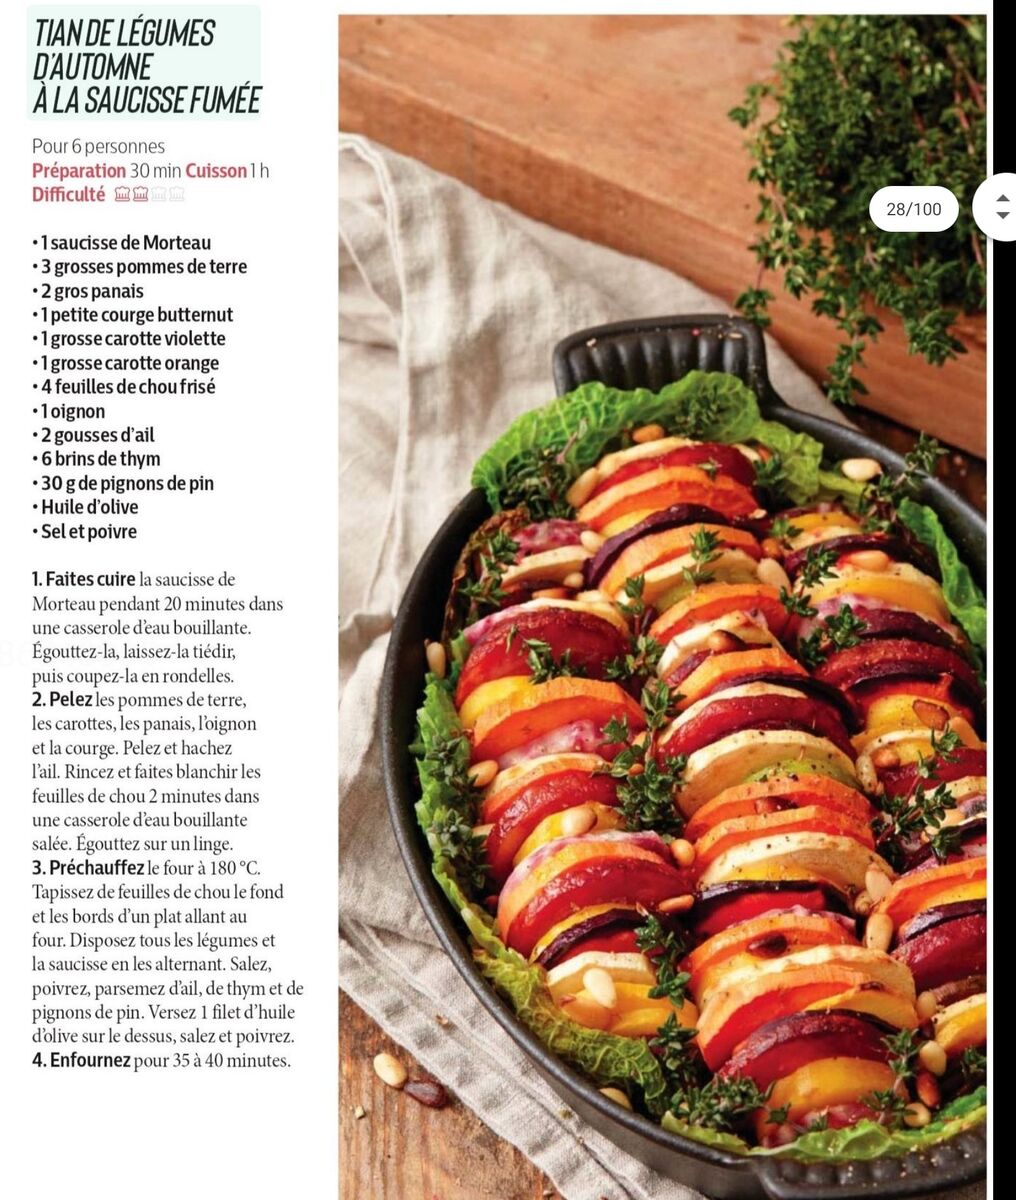 TIAN DE LÉGUMES
D'AUTOMNE
À LA SAUCISSE FUMÉE
Pour 6 personnes
Préparation 30 min Cuisson 1 h
Difficulté
• 1 saucisse de Morteau
• 3 grosses pommes de terre
• 2 gros panais
• 1 petite courge butternut
• 1 grosse carotte violette
• 1 grosse carotte orange
• 4 feuilles de chou frisé
• 1 oignon
• 2 gousses d'ail
• 6 brins de thym
• 30 g de pignons de pin
• Huile d'olive
• Sel et poivre
1. Faites cuire la saucisse de
Morteau pendant 20 minutes dans
une casserole d'eau bouillante.
Égouttez-la, laissez-la tiédir,
puis coupez-la en rondelles.
2. Pelez les pommes de terre,
les carottes, les panais, l'oignon
et la courge. Pelez et hachez
l'ail. Rincez et faites blanchir les
feuilles de chou 2 minutes dans
une casserole d'eau bouillante
salée. Égouttez sur un linge.
3. Préchauffez le four à 180 °C.
Tapissez de feuilles de chou le fond
et les bords d'un plat allant au
four. Disposez tous les légumes et
la saucisse en les alternant. Salez,
poivrez, parsemez d'ail, de thym et de
pignons de pin. Versez 1 filet d'huile
d'olive sur le dessus, salez et poivrez.
4. Enfournez pour 35 à 40 minutes.
28/100